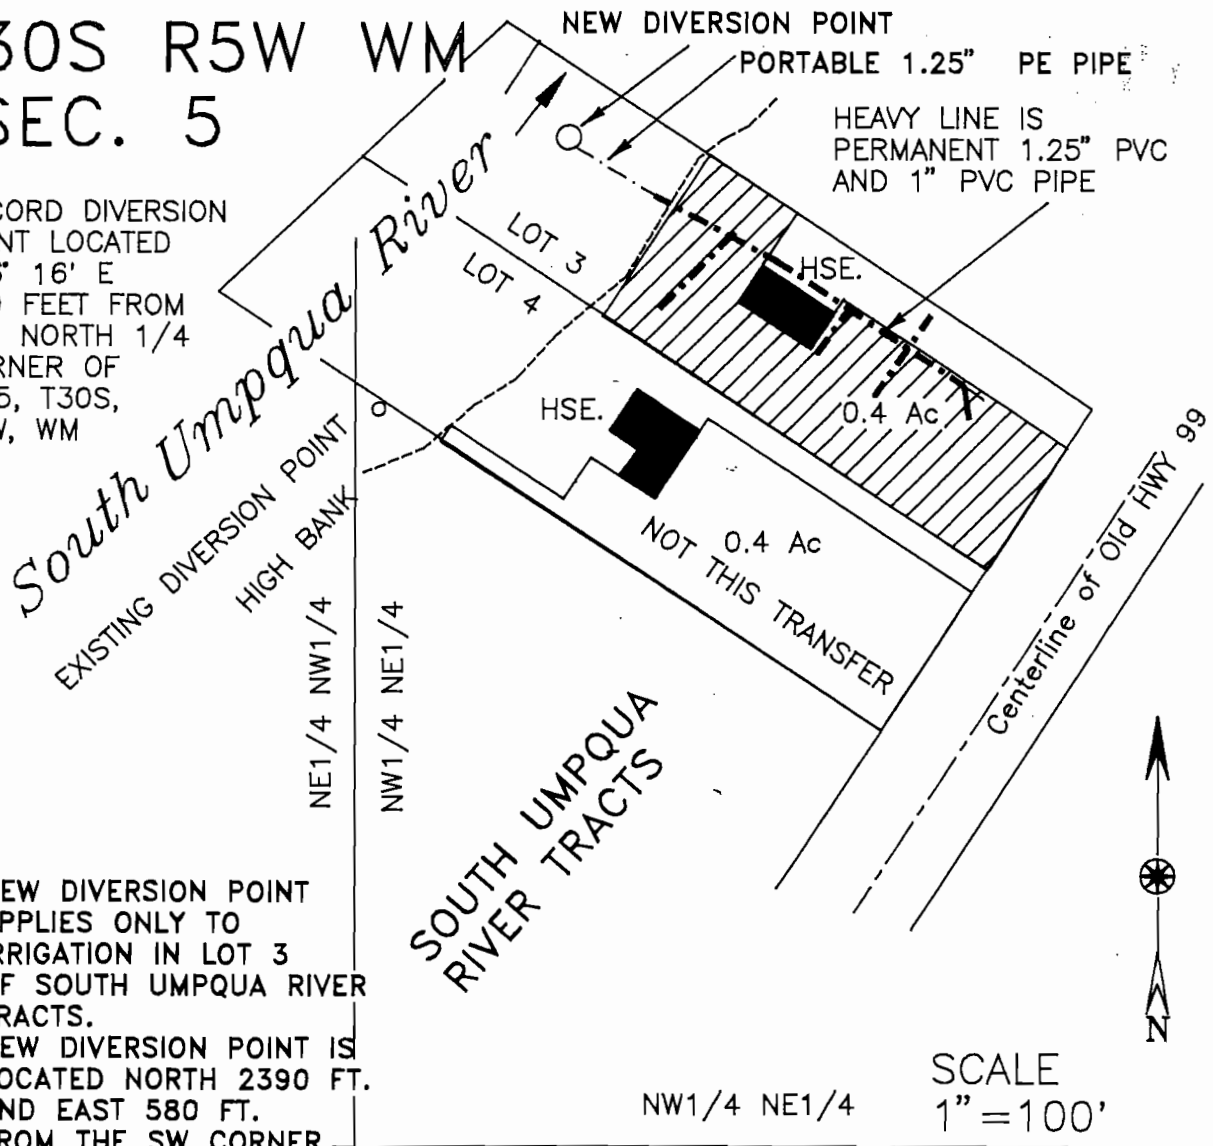 30S R5W WM
SEC. 5
NEW DIVERSION POINT
PORTABLE 1.25" PE PIPE
HEAVY LINE IS
PERMANENT 1.25" PVC
AND 1" PVC PIPE
CORD DIVERSION
NT LOCATED
16' E
FEET FROM
NORTH 1/4
RNER OF
5, T30S,
W, WM
South Umpqua River
LOT 3
LOT 4
HSE.
HSE.
0.4 Ac
0.4 Ac
NOT THIS TRANSFER
EXISTING DIVERSION POINT
HIGH BANK
NE1/4 NW1/4
NW1/4 NE1/4
Centerline of Old HWY 99
SOUTH UMPQUA
RIVER TRACTS
EW DIVERSION POINT
PPLIES ONLY TO
RRIGATION IN LOT 3
F SOUTH UMPQUA RIVER
RACTS.
EW DIVERSION POINT IS
OCATED NORTH 2390 FT.
ND EAST 580 FT.
ROM THE SW CORNER
NW1/4 NE1/4
N
SCALE
1"=100'